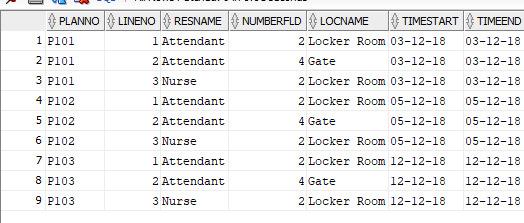 PLANNO LINENO RESNAME NUMBERFLD LOCNAME TIMESTART TIMEEND
1 P101 1 Attendant 2 Locker Room 03-12-18 03-12-18
2 P101 2 Attendant 4 Gate 03-12-18 03-12-18
3 P101 3 Nurse 2 Locker Room 03-12-18 03-12-18
4 P102 1 Attendant 2 Locker Room 05-12-18 05-12-18
5 P102 2 Attendant 4 Gate 05-12-18 05-12-18
6 P102 3 Nurse 2 Locker Room 05-12-18 05-12-18
7 P103 1 Attendant 2 Locker Room 12-12-18 12-12-18
8 P103 2 Attendant 4 Gate 12-12-18 12-12-18
9 P103 3 Nurse 2 Locker Room 12-12-18 12-12-18